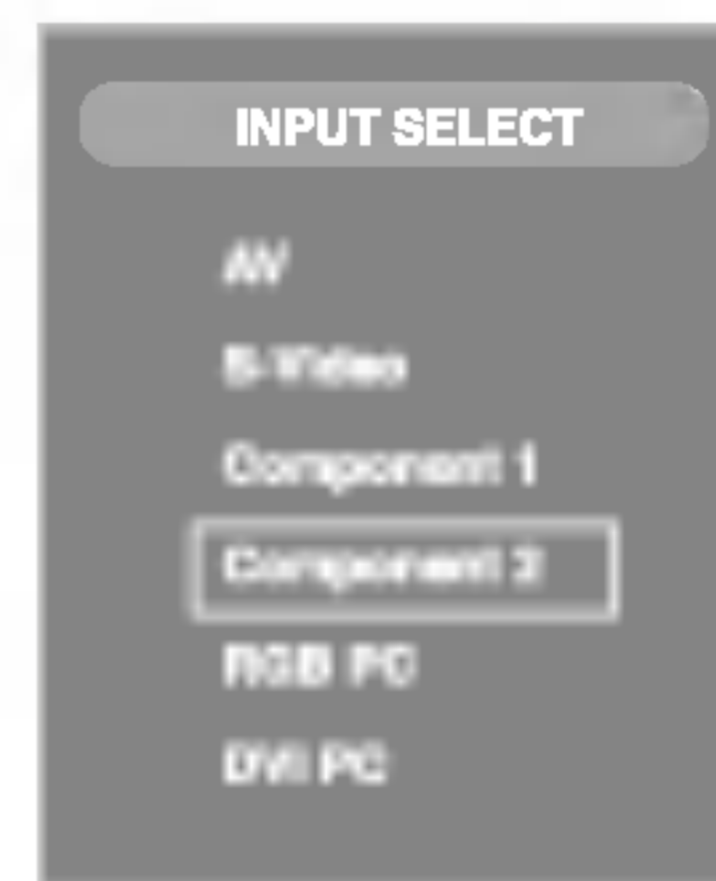 INPUT SELECT
AV
S-Video
Component 1
Component 2
RGB PC
DVI PC